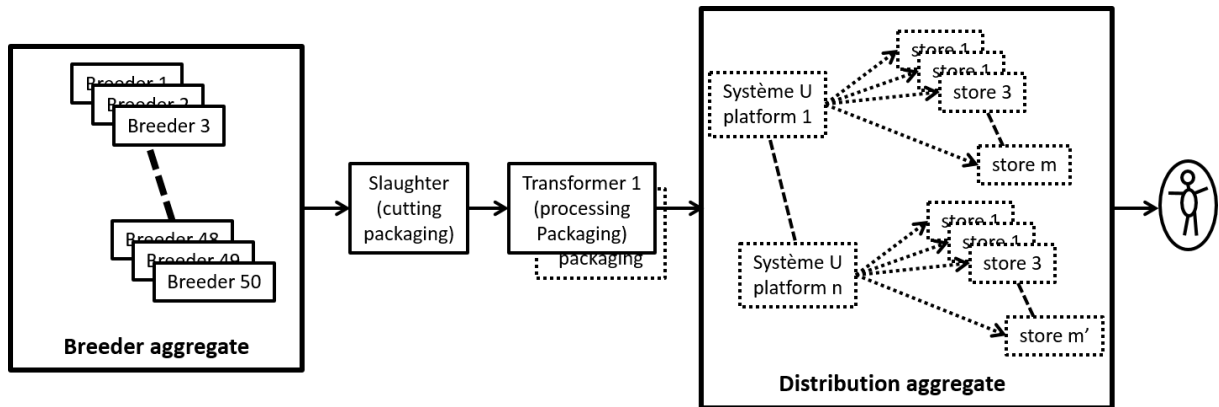 Breeder 1
Breeder 2
Breeder 3
Breeder 48
Breeder 49
Breeder 50
Breeder aggregate
Slaughter
(cutting
packaging)
Transformer 1
(processing
Packaging)
packaging
Système U
platform 1
store 1
store 1
store 3
store m
Système U
platform n
store 1
store 1
store 3
store m’
Distribution aggregate